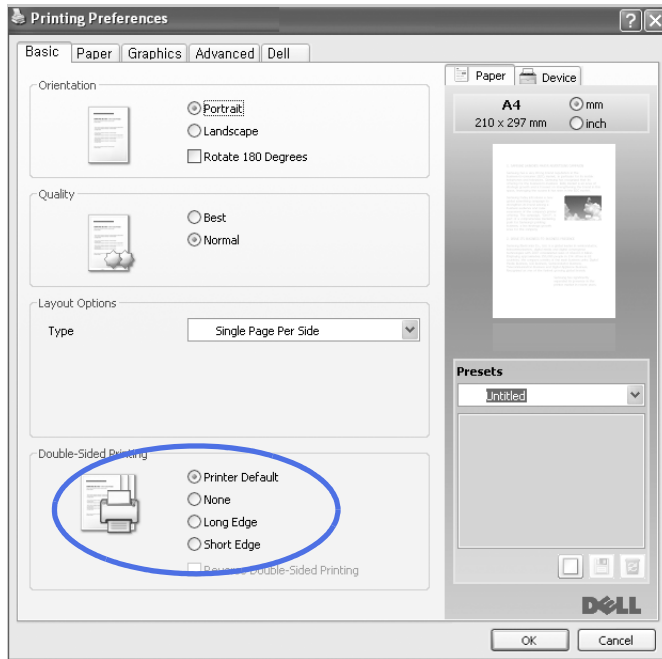 Printing Preferences
Basic
Paper
Graphics
Advanced
Dell
Orientation
Portrait
Landscape
Rotate 180 Degrees
Quality
Best
Normal
Layout Options
Type
Single Page Per Side
Double-Sided Printing
Printer Default
None
Long Edge
Short Edge
Reverse Double-Sided Printing
Paper
Device
A4
mm
210 x 297 mm
inch
Presets
Untitled
DELL
OK
Cancel